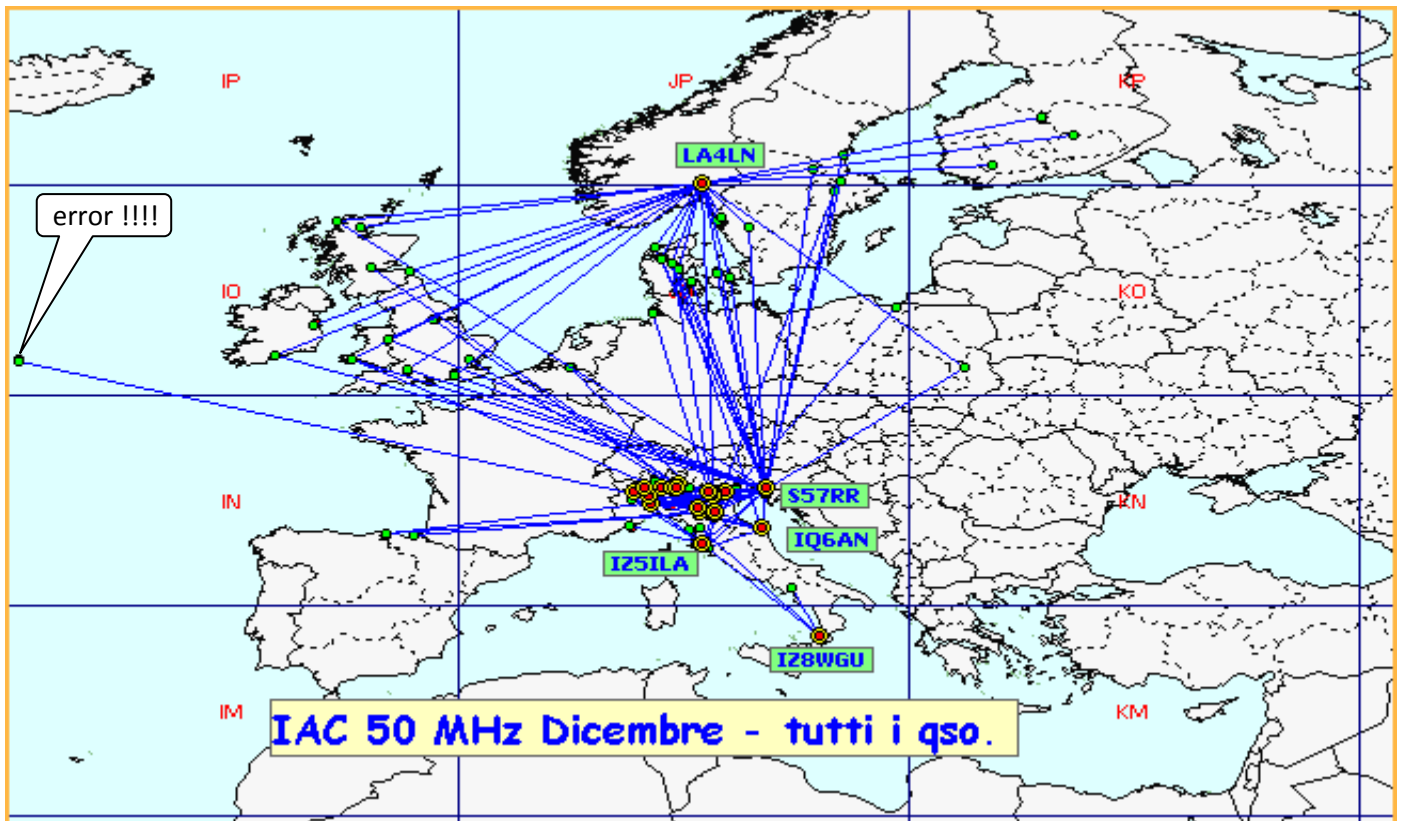 IP
JP
KP
LA4LN
error !!!!
IO
KO
S57RR
IN
KN
IQ6AN
IZ5ILA
IZ8WGU
IM
KM
IAC 50 MHz Dicembre - tutti i qso.